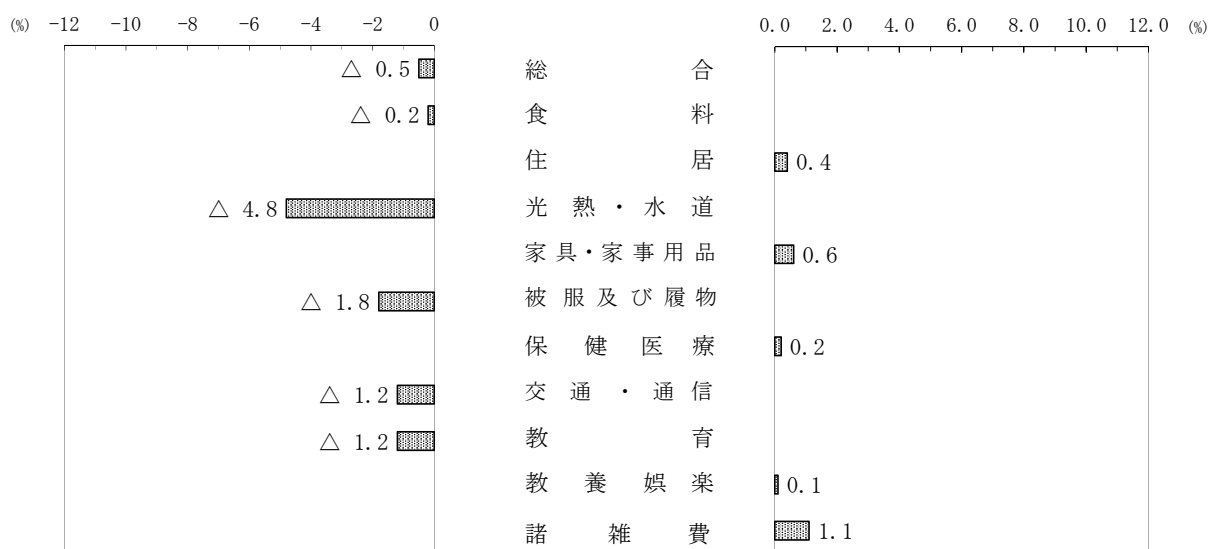 (%) -12 -10 -8 -6 -4 -2 0 0.0 2.0 4.0 6.0 8.0 10.0 12.0 (%)
△ 0.5 総合
△ 0.2 食料
住居 0.4
△ 4.8 光熱・水道
家具・家事用品 0.6
△ 1.8 被服及び履物
保健医療 0.2
△ 1.2 交通・通信
△ 1.2 教育
教養娯楽 0.1
諸雑費 1.1